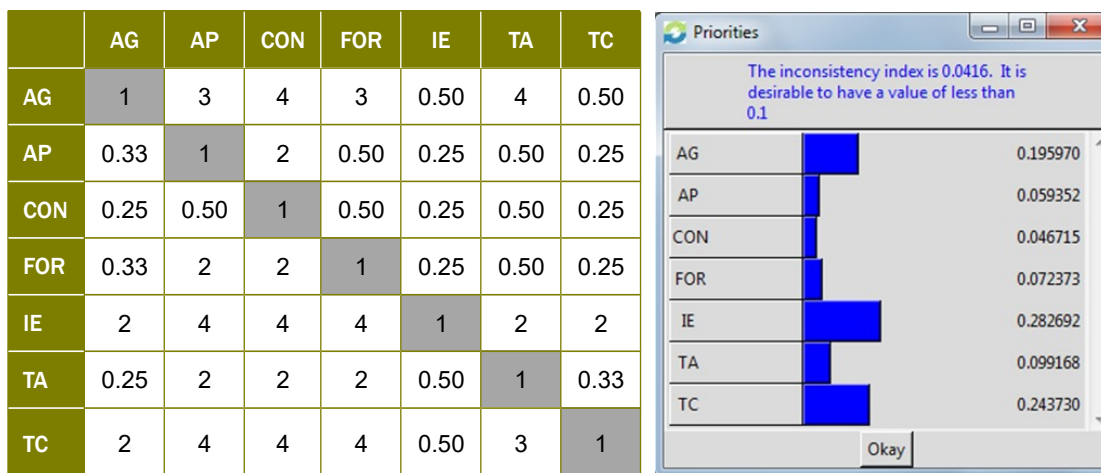 AG AP CON FOR IE TA TC
AG 1 3 4 3 0.50 4 0.50
AP 0.33 1 2 0.50 0.25 0.50 0.25
CON 0.25 0.50 1 0.50 0.25 0.50 0.25
FOR 0.33 2 2 1 0.25 0.50 0.25
IE 2 4 4 4 1 2 2
TA 0.25 2 2 2 0.50 1 0.33
TC 2 4 4 4 0.50 3 1
Priorities
The inconsistency index is 0.0416. It is
desirable to have a value of less than
0.1
AG 0.195970
AP 0.059352
CON 0.046715
FOR 0.072373
IE 0.282692
TA 0.099168
TC 0.243730
Okay